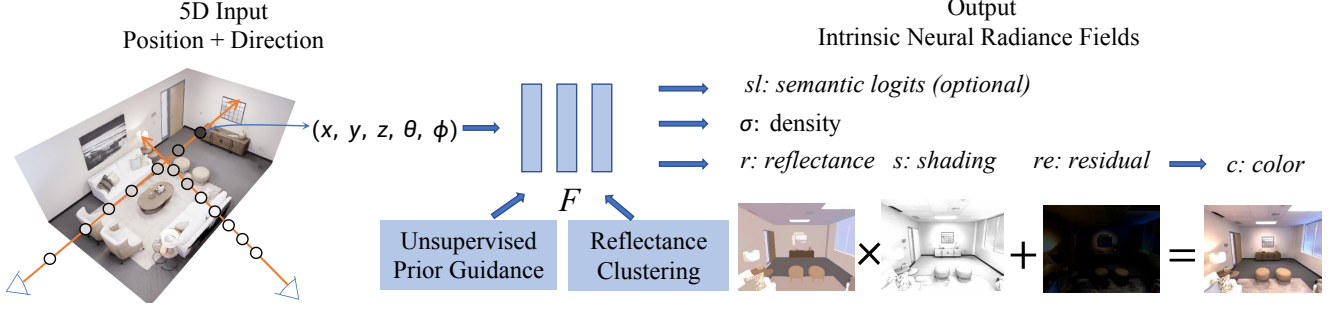 5D Input
Position + Direction
Output
Intrinsic Neural Radiance Fields
(x, y, z, θ, ϕ)
sl: semantic logits (optional)
σ: density
r: reflectance s: shading re: residual c: color
F
Unsupervised
Prior Guidance
Reflectance
Clustering
× + =